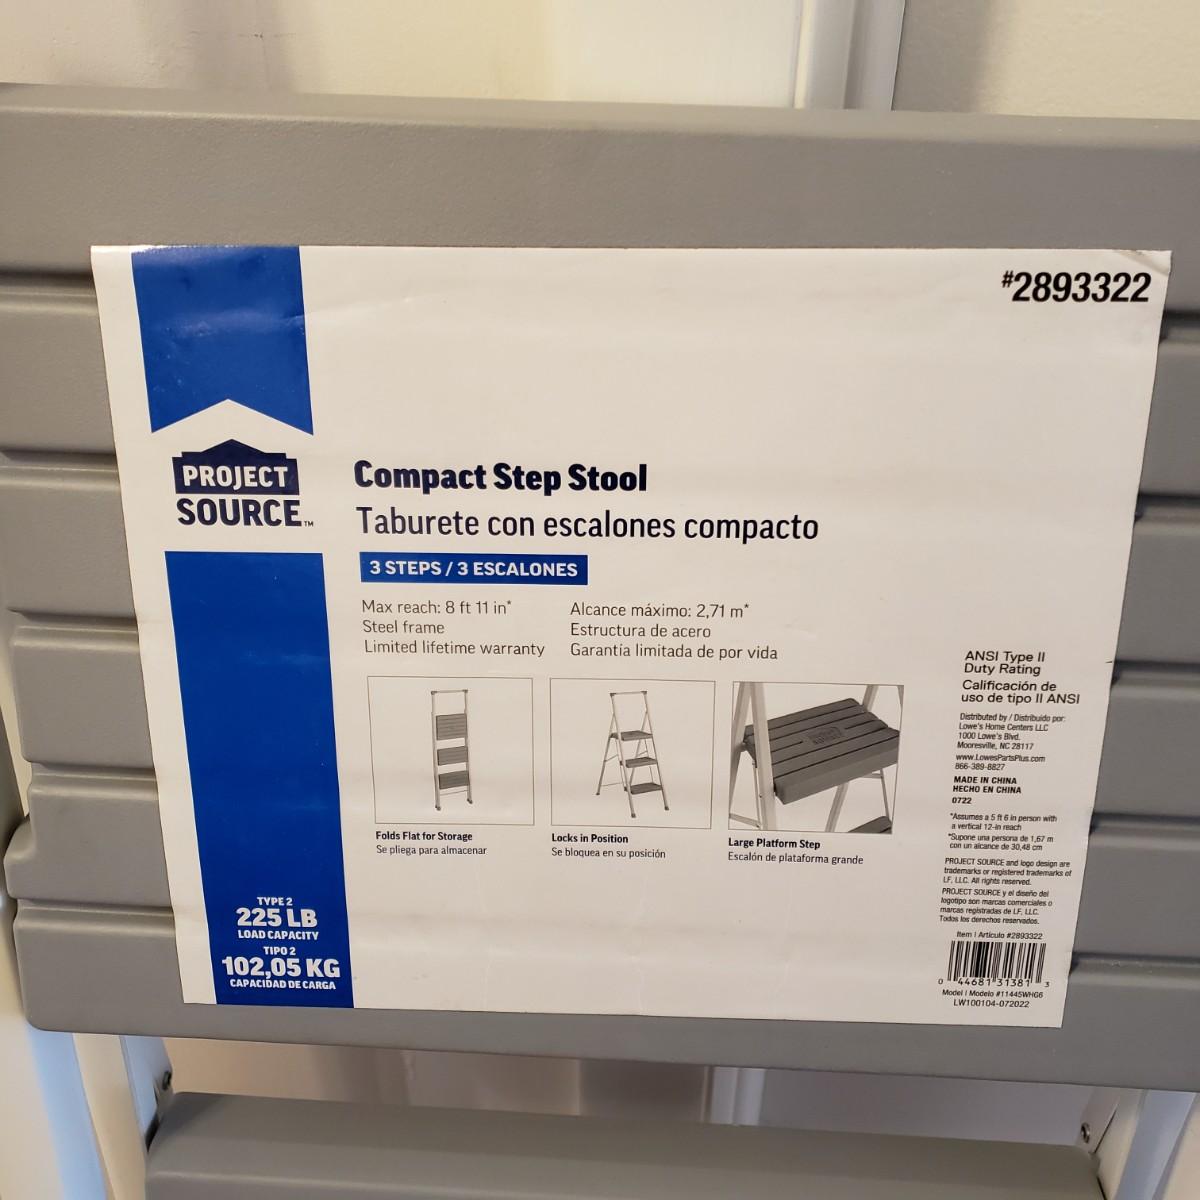 #2893322
PROJECT
SOURCE™
Compact Step Stool
Taburete con escalones compacto
3 STEPS / 3 ESCALONES
Max reach: 8 ft 11 in*
Steel frame
Limited lifetime warranty
Alcance máximo: 2,71 m*
Estructura de acero
Garantía limitada de por vida
Folds Flat for Storage
Se pliega para almacenar
Locks in Position
Se bloquea en su posición
Large Platform Step
Escalón de plataforma grande
TYPE 2
225 LB
LOAD CAPACITY
TIPO 2
102,05 KG
CAPACIDAD DE CARGA
ANSI Type II
Duty Rating
Calificación de
uso de tipo II ANSI
Distributed by / Distribuido por:
Lowe's Home Centers LLC
1000 Lowe's Blvd.
Mooresville, NC 28117
www.LowesPartsPlus.com
866-389-8827
MADE IN CHINA
HECHO EN CHINA
0722
*Assumes a 5 ft 6 in person with
a vertical 12-in reach
*Supone una persona de 1,67 m
con un alcance de 30,48 cm
PROJECT SOURCE and logo design are
trademarks or registered trademarks of
LF, LLC. All rights reserved.
PROJECT SOURCE y el diseño del
logotipo son marcas comerciales o
marcas registradas de LF, LLC.
Todos los derechos reservados.
Item | Artículo #2893322
0 44681 31381 3
Model | Modelo #11445WHG6
LW100104-072022